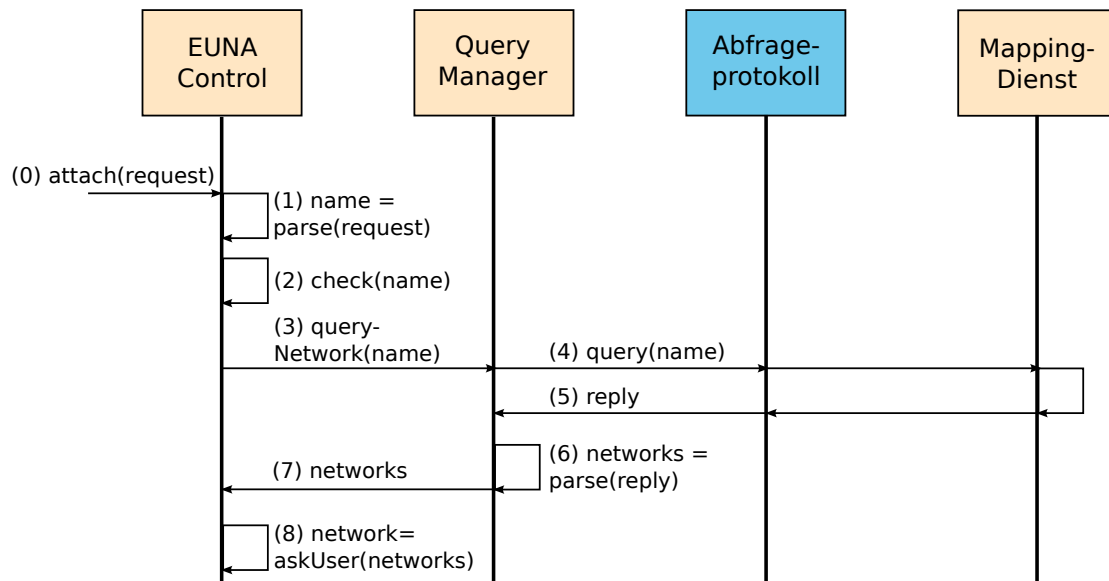 EUNA
Control
Query
Manager
Abfrage-
protokoll
Mapping-
Dienst
(0) attach(request)
(1) name =
parse(request)
(2) check(name)
(3) query-
Network(name)
(4) query(name)
(5) reply
(6) networks =
parse(reply)
(7) networks
(8) network=
askUser(networks)